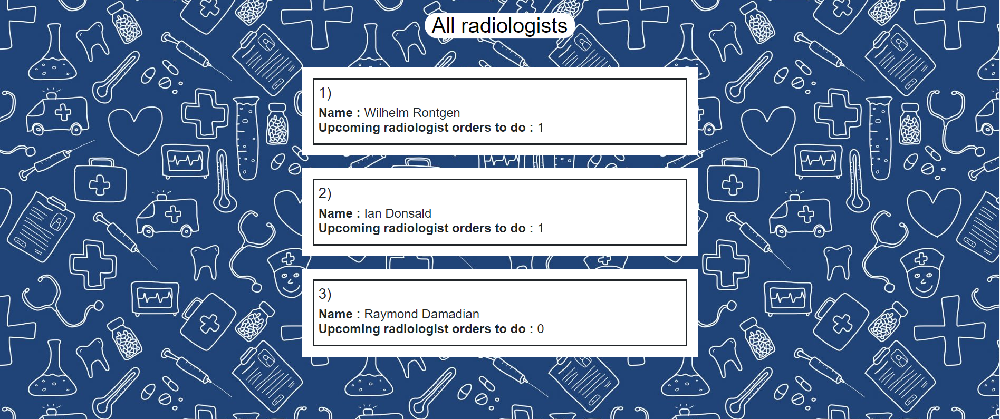 All radiologists
1)
Name : Wilhelm Rontgen
Upcoming radiologist orders to do : 1
2)
Name : Ian Donsald
Upcoming radiologist orders to do : 1
3)
Name : Raymond Damadian
Upcoming radiologist orders to do : 0